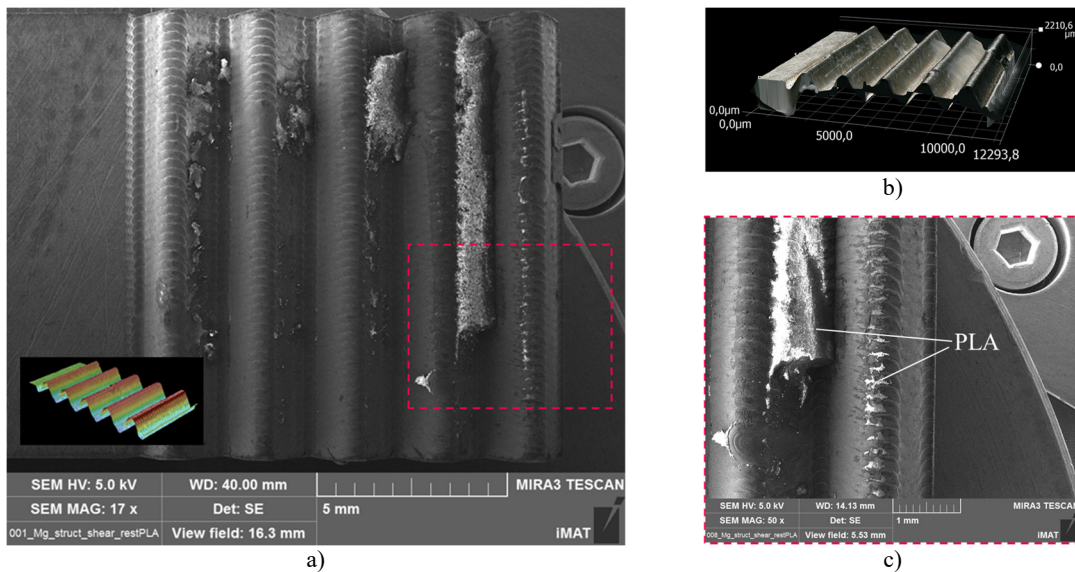 SEM HV: 5.0 kV
WD: 40.00 mm
MIRA3 TESCAN
SEM MAG: 17 x
Det: SE
5 mm
001_Mg_struct_shear_restPLA
View field: 16.3 mm
iMAT
a)
2210,6
µm
0,0
0,0µm
0,0µm
5000,0
10000,0
12293,8
b)
PLA
SEM HV: 5.0 kV
WD: 14.13 mm
MIRA3 TESCAN
SEM MAG: 50 x
Det: SE
1 mm
008_Mg_struct_shear_restPLA
View field: 5.53 mm
iMAT
c)